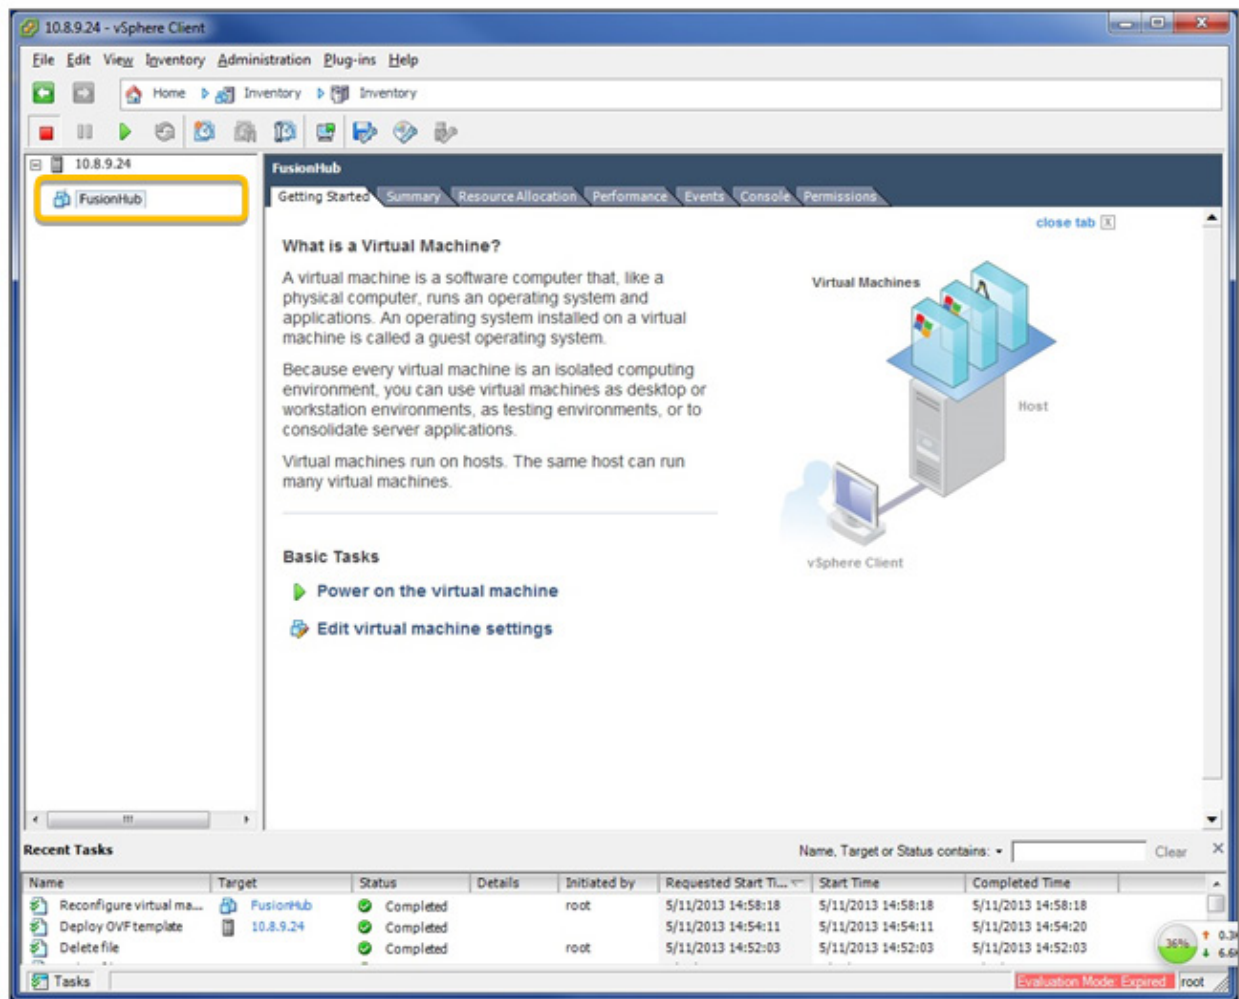 10.8.9.24 - vSphere Client
File Edit View Inventory Administration Plug-ins Help
Home Inventory Inventory
10.8.9.24
FusionHub
FusionHub
Getting Started Summary Resource Allocation Performance Events Console Permissions
close tab X
What is a Virtual Machine?
A virtual machine is a software computer that, like a
physical computer, runs an operating system and
applications. An operating system installed on a virtual
machine is called a guest operating system.
Because every virtual machine is an isolated computing
environment, you can use virtual machines as desktop or
workstation environments, as testing environments, or to
consolidate server applications.
Virtual machines run on hosts. The same host can run
many virtual machines.
Virtual Machines
Host
vSphere Client
Basic Tasks
Power on the virtual machine
Edit virtual machine settings
Recent Tasks Name, Target or Status contains: Clear
Name Target Status Details Initiated by Requested Start Ti... Start Time Completed Time
Reconfigure virtual ma... FusionHub Completed root 5/11/2013 14:58:18 5/11/2013 14:58:18 5/11/2013 14:58:18
Deploy OVF template 10.8.9.24 Completed 5/11/2013 14:54:11 5/11/2013 14:54:11 5/11/2013 14:54:20
Delete file Completed root 5/11/2013 14:52:03 5/11/2013 14:52:03 5/11/2013 14:52:03
36%
Tasks Evaluation Mode: Expired root